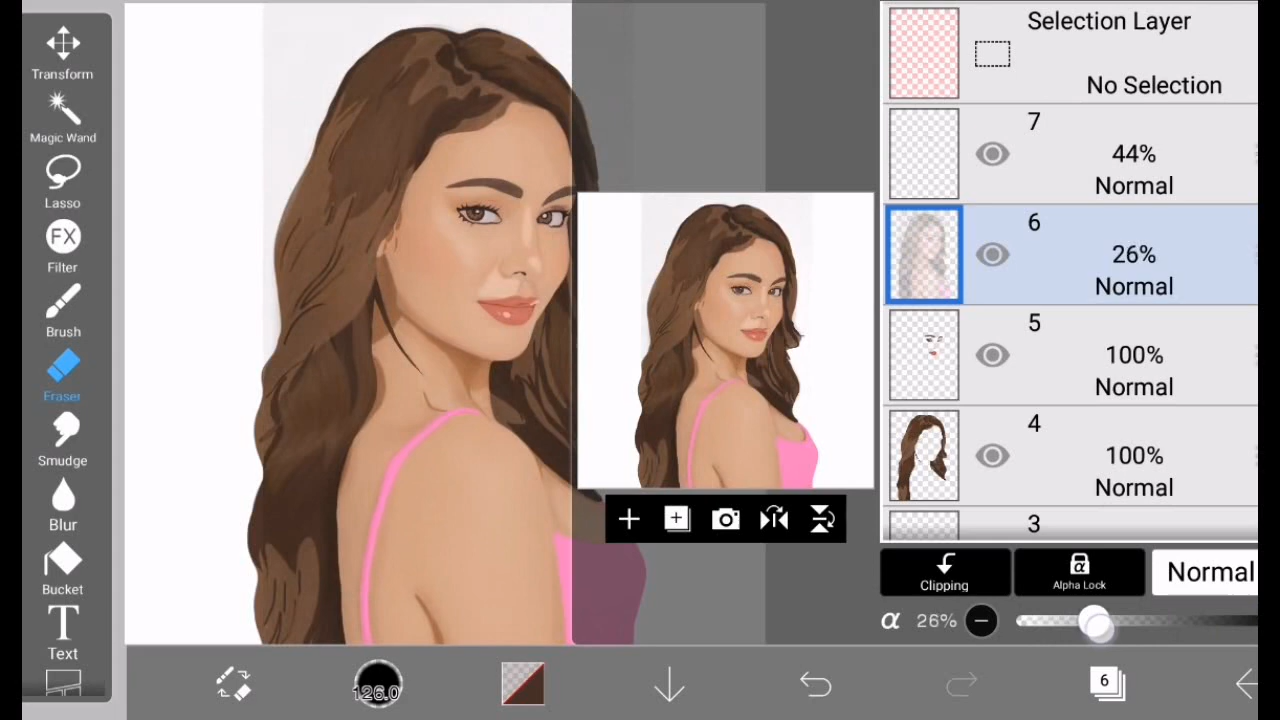 Transform
Magic Wand
Lasso
FX
Filter
Brush
Eraser
Smudge
Blur
Bucket
T
Text
Selection Layer
No Selection
7
44%
Normal
6
26%
Normal
5
100%
Normal
4
100%
Normal
3
Clipping
α
Alpha Lock
Normal
α 26%
126.0
6